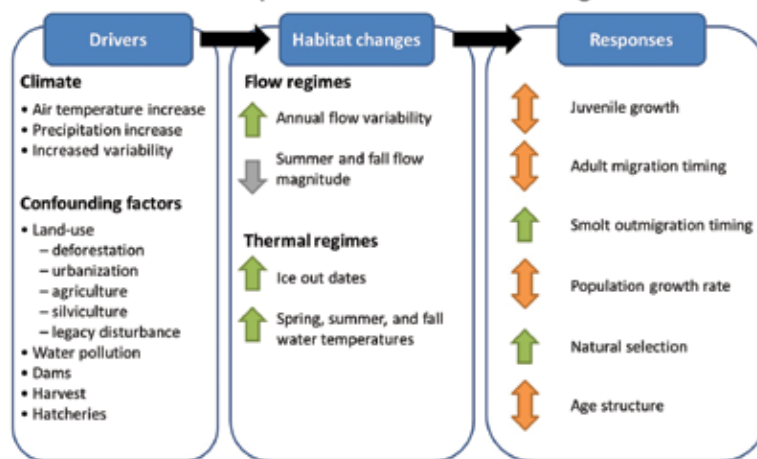 Drivers
Habitat changes
Responses
Climate
• Air temperature increase
• Precipitation increase
• Increased variability
Confounding factors
• Land-use
– deforestation
– urbanization
– agriculture
– silviculture
– legacy disturbance
• Water pollution
• Dams
• Harvest
• Hatcheries
Flow regimes
Annual flow variability
Summer and fall flow
magnitude
Thermal regimes
Ice out dates
Spring, summer, and fall
water temperatures
Juvenile growth
Adult migration timing
Smolt outmigration timing
Population growth rate
Natural selection
Age structure